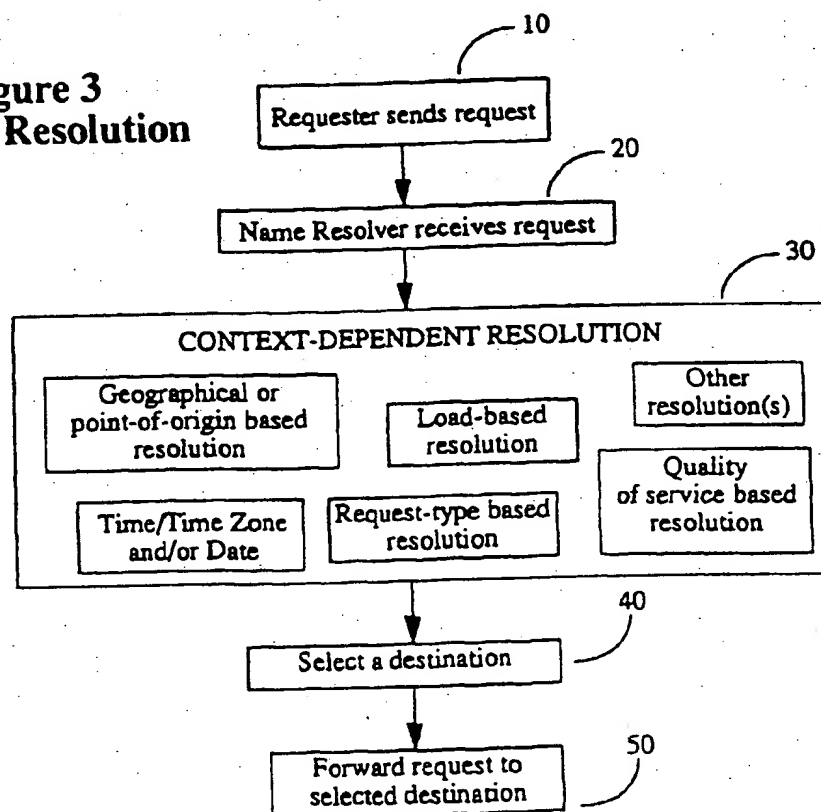 gure 3
Resolution
10
Requester sends request
20
Name Resolver receives request
30
CONTEXT-DEPENDENT RESOLUTION
Geographical or
point-of-origin based
resolution
Load-based
resolution
Other
resolution(s)
Time/Time Zone
and/or Date
Request-type based
resolution
Quality
of service based
resolution
40
Select a destination
50
Forward request to
selected destination